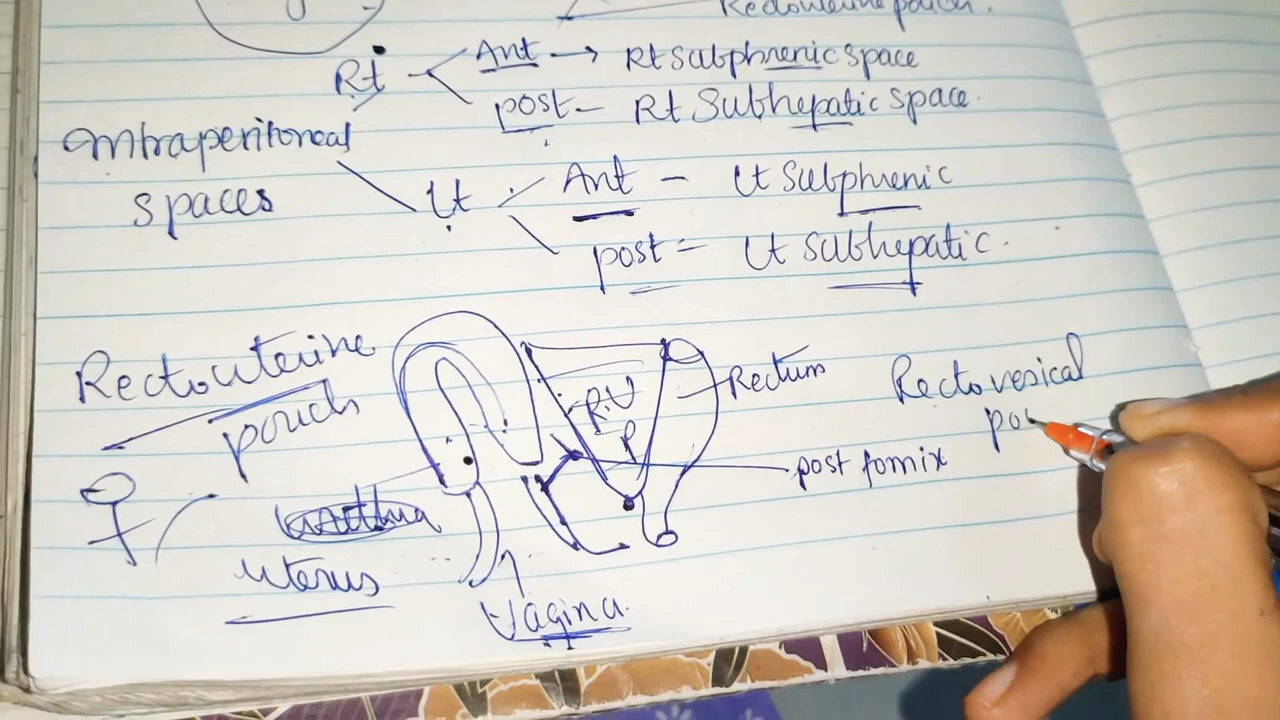 Rectouterine pouch.
Rt
Ant → Rt subphrenic space
post - Rt Subhepatic space.
Intraperitoneal
spaces
Lt
Ant - Lt Subphrenic
post = Lt subhepatic.
Rectouterine
pouch
R.U
P
Rectum
post fornix
uterus
Vagina.
Rectovesical
po